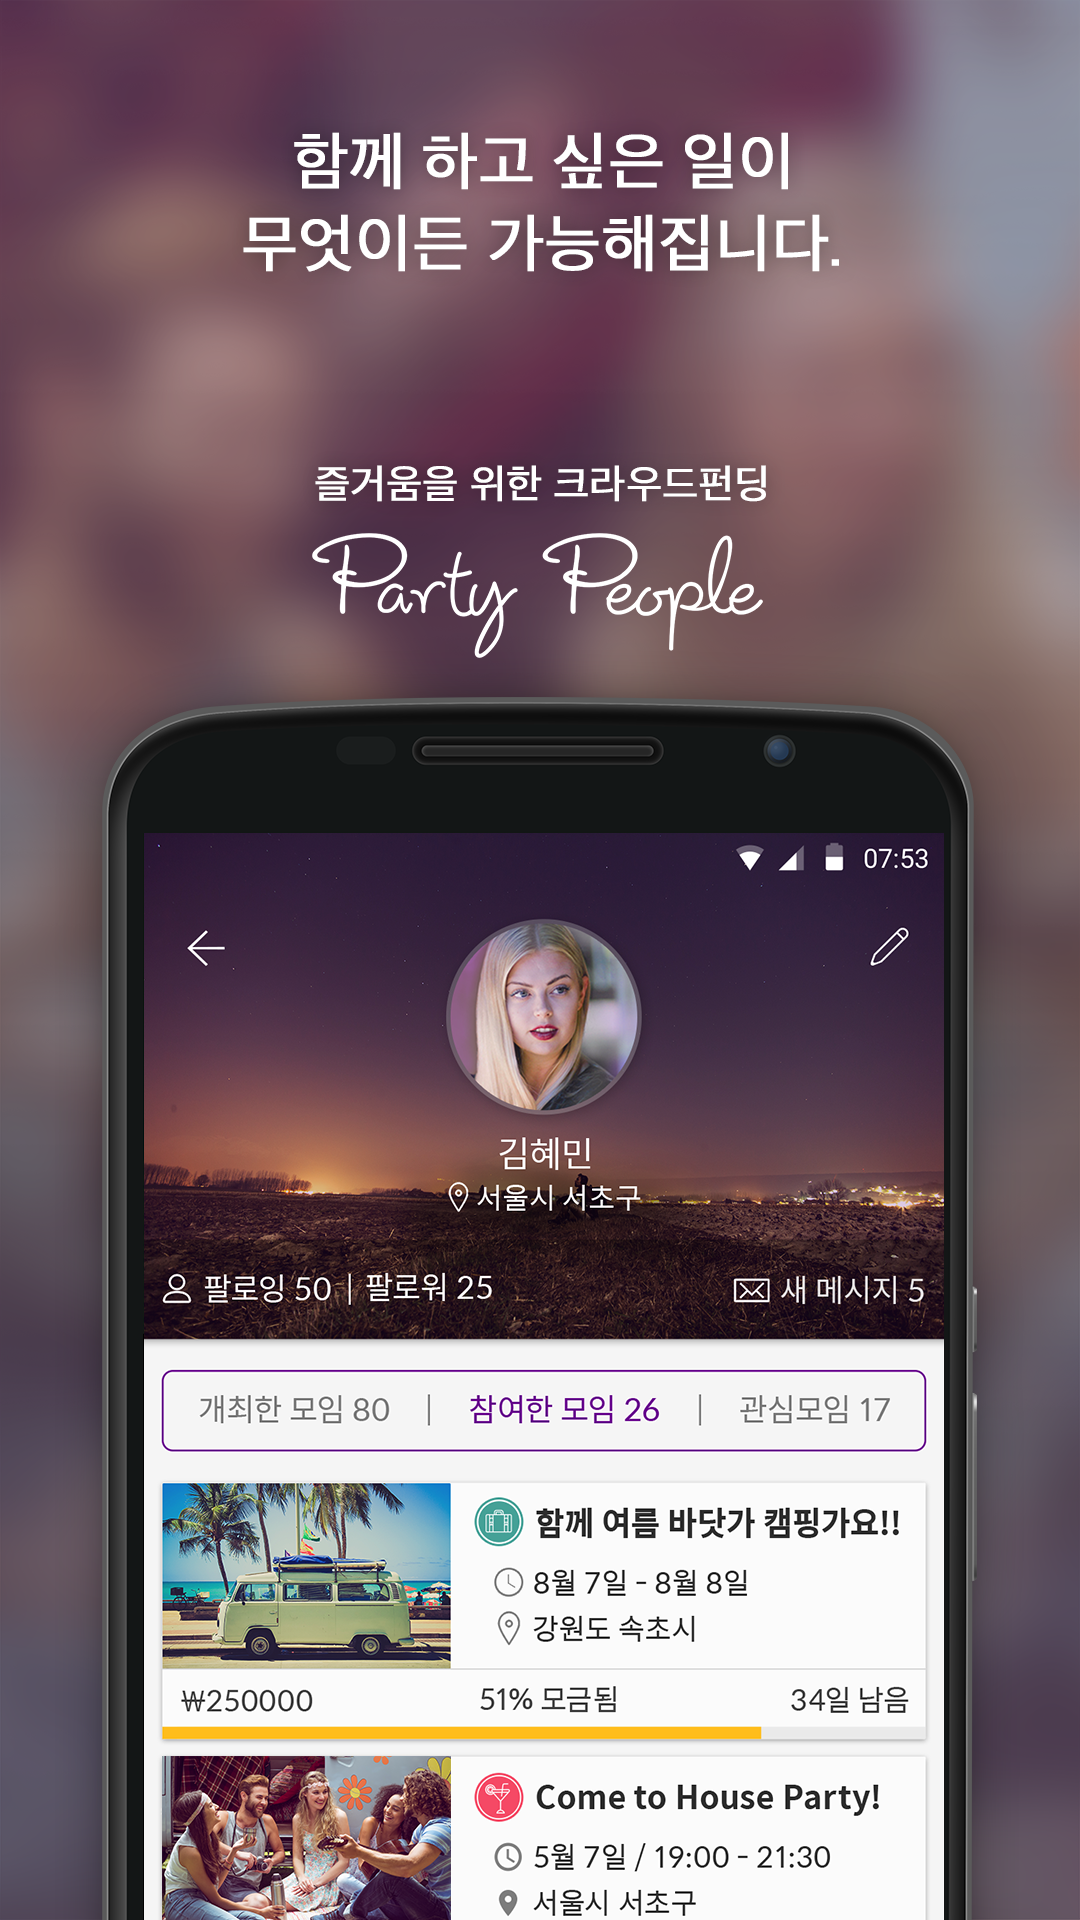 함께 하고 싶은 일이
무엇이든 가능해집니다.
즐거움을 위한 크라우드펀딩
Party People
07:53
김혜민
서울시 서초구
팔로잉 50 | 팔로워 25
새 메시지 5
개최한 모임 80 | 참여한 모임 26 | 관심모임 17
함께 여름 바닷가 캠핑가요!!
8월 7일 - 8월 8일
강원도 속초시
₩250000 51% 모금됨 34일 남음
Come to House Party!
5월 7일 / 19:00 - 21:30
서울시 서초구